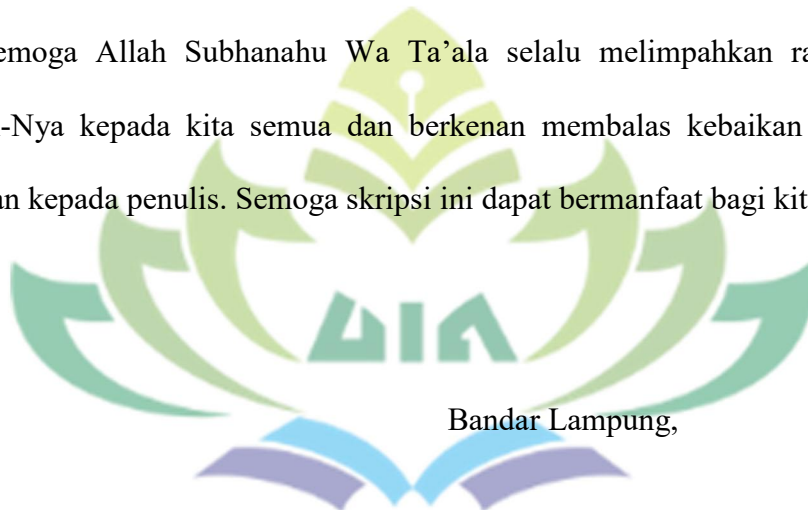 emoga Allah Subhanahu Wa Ta’ala selalu melimpahkan ra
-Nya kepada kita semua dan berkenan membalas kebaikan
an kepada penulis. Semoga skripsi ini dapat bermanfaat bagi kit
UIN
Bandar Lampung,